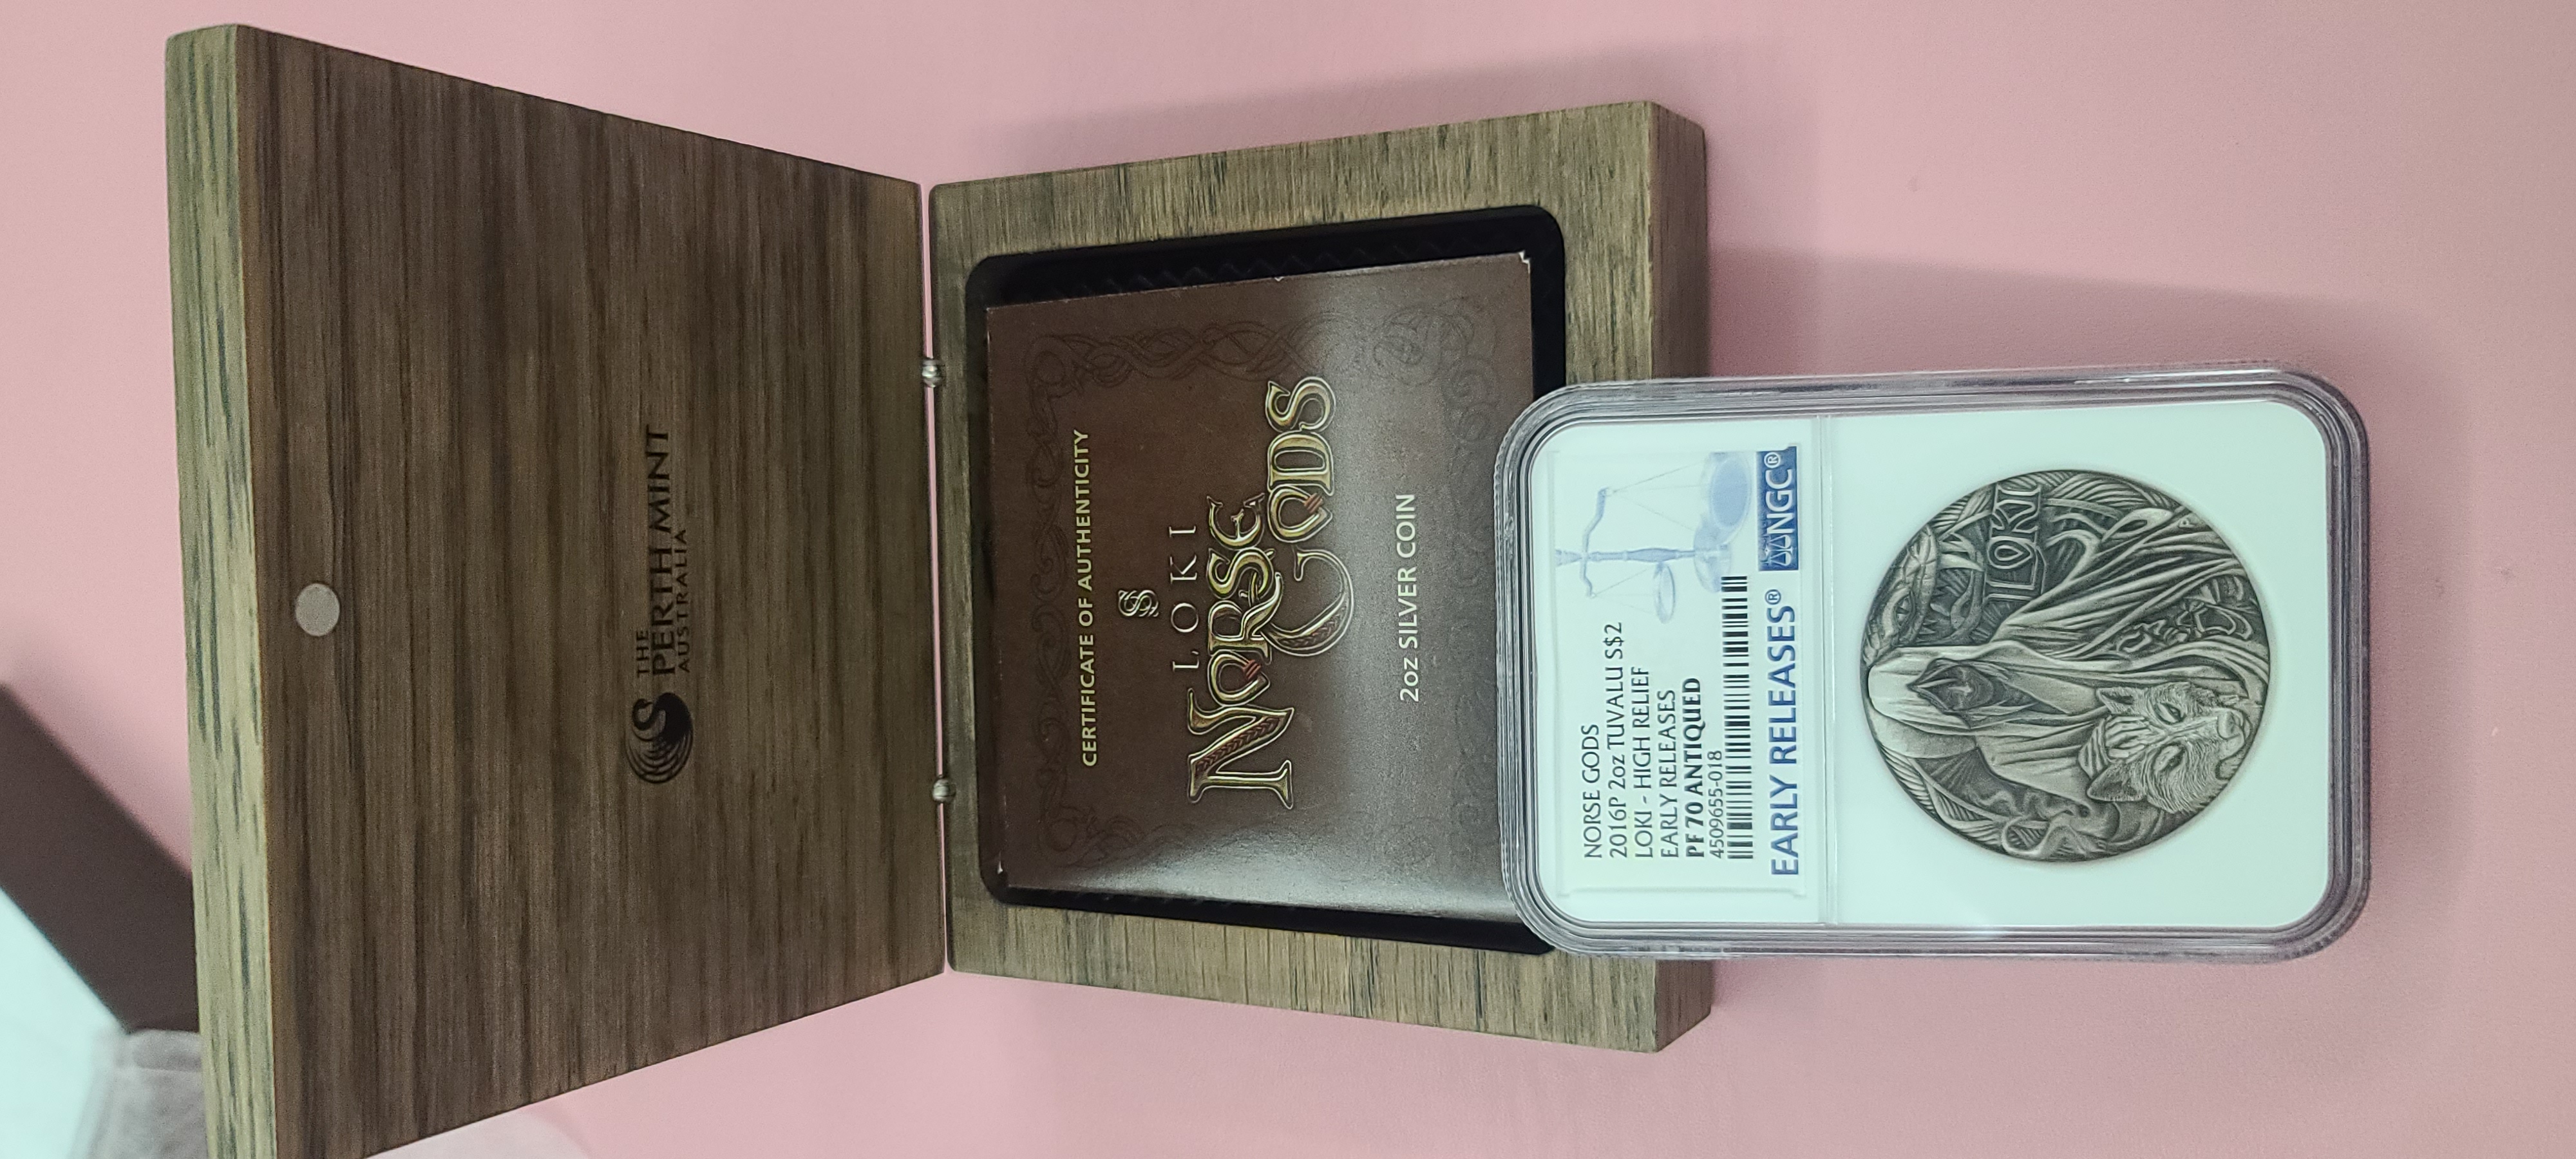 THE
PERTH MINT
AUSTRALIA
CERTIFICATE OF AUTHENTICITY
LOKI
NORSE
GODS
2oz SILVER COIN
NORSE GODS
2016P 2oz TUVALU S$2
LOKI - HIGH RELIEF
EARLY RELEASES
PF 70 ANTIQUED
4509655-018
EARLY RELEASES® NGC®
LOKI